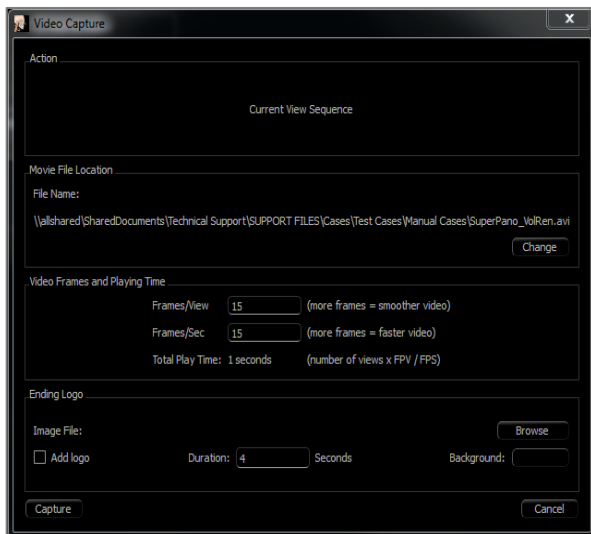 Video Capture
X
Action
Current View Sequence
Movie File Location
File Name:
\\allshared\SharedDocuments\Technical Support\SUPPORT FILES\Cases\Test Cases\Manual Cases\SuperPano_VolRen.avi
Change
Video Frames and Playing Time
Frames/View 15 (more frames = smoother video)
Frames/Sec 15 (more frames = faster video)
Total Play Time: 1 seconds (number of views x FPV / FPS)
Ending Logo
Image File: Browse
Add logo Duration: 4 Seconds Background:
Capture Cancel